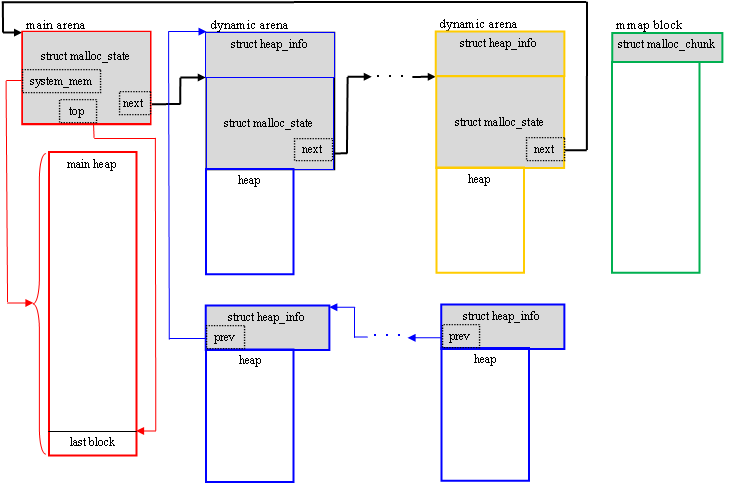 main arena
dynamic arena
dynamic arena
mmap block
struct heap_info
struct heap_info
struct malloc_chunk
struct malloc_state
system_mem
next
top
struct malloc_state
struct malloc_state
next
next
main heap
heap
heap
struct heap_info
struct heap_info
prev
prev
heap
heap
last block